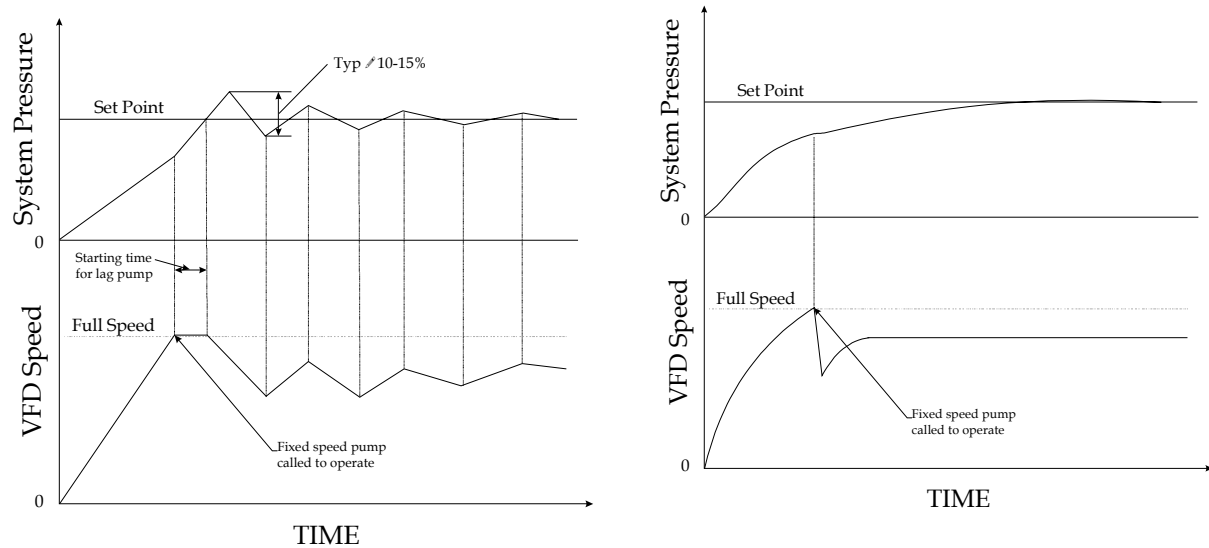 System Pressure
Set Point
Typ 10-15%
0
Starting time
for lag pump
VFD Speed
Full Speed
Fixed speed pump
called to operate
0
TIME
System Pressure
Set Point
0
VFD Speed
Full Speed
Fixed speed pump
called to operate
0
TIME